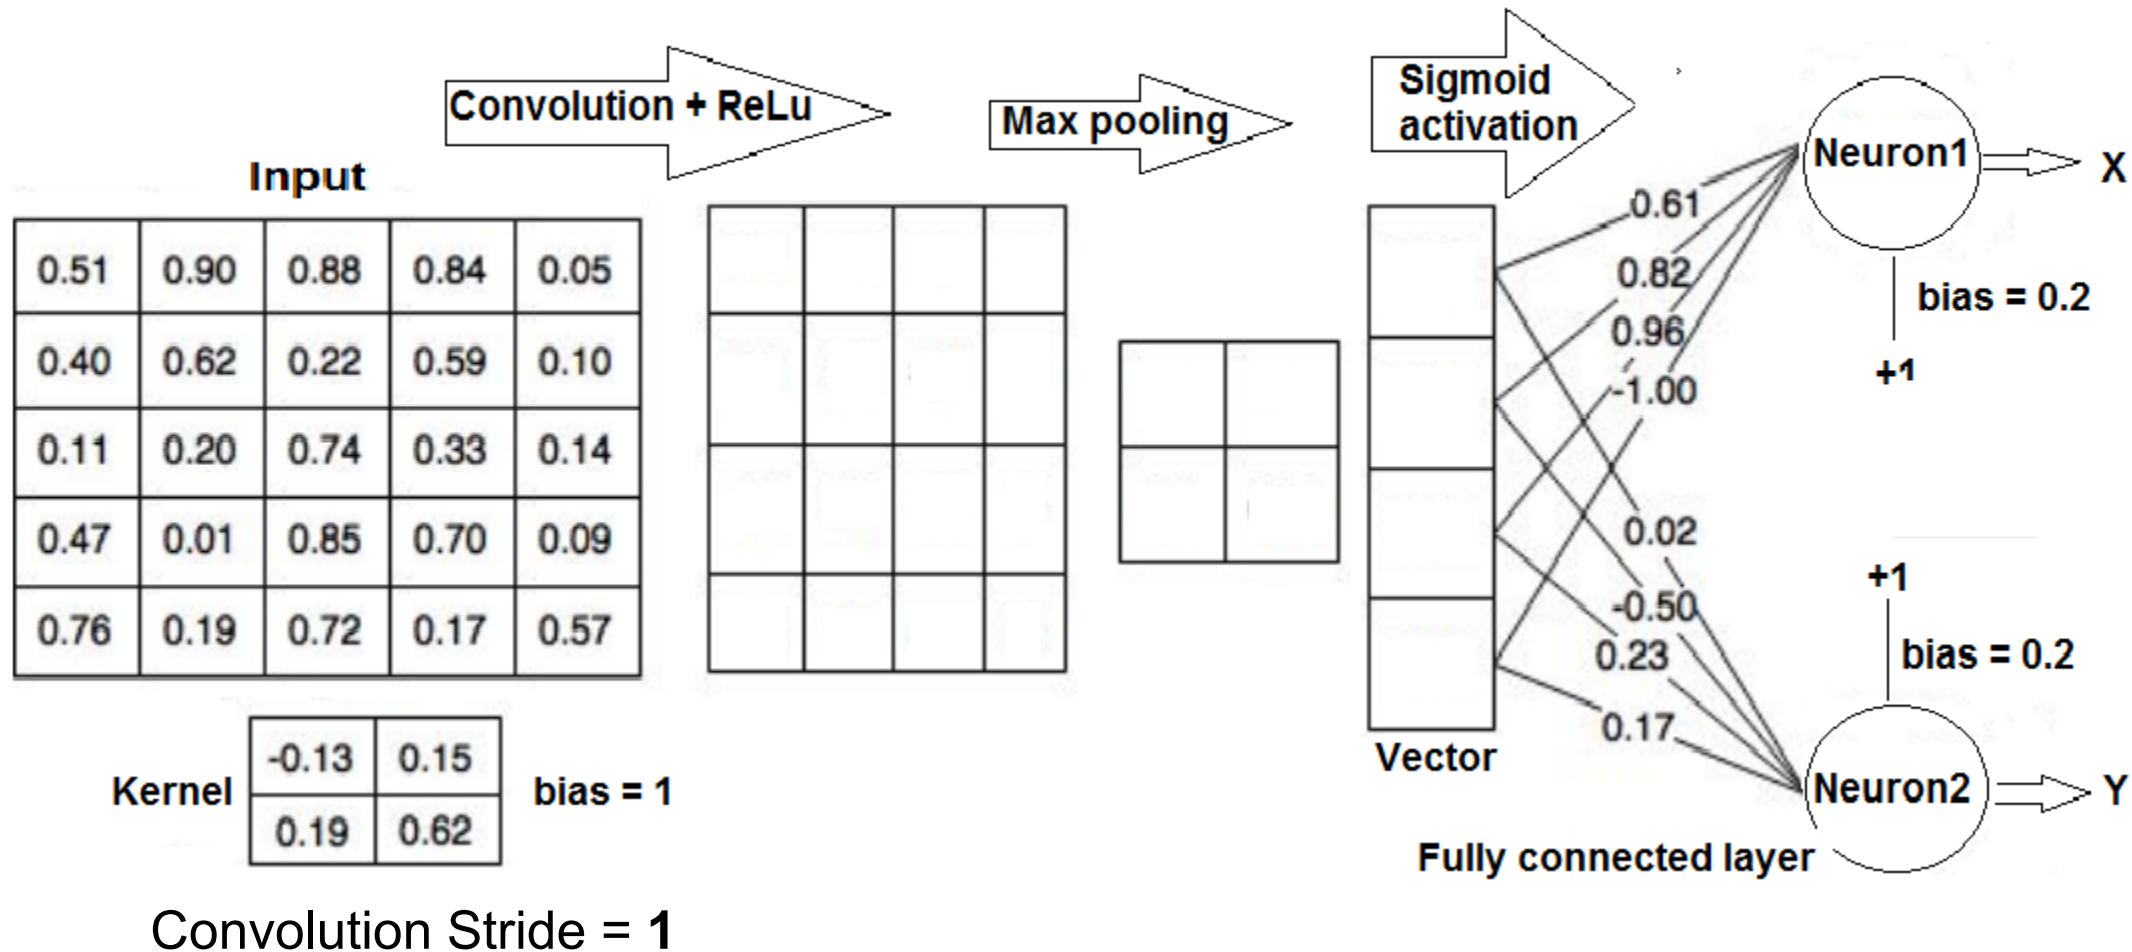 Convolution + ReLu
Max pooling
Sigmoid
activation
Input
0.51 0.90 0.88 0.84 0.05
0.40 0.62 0.22 0.59 0.10
0.11 0.20 0.74 0.33 0.14
0.47 0.01 0.85 0.70 0.09
0.76 0.19 0.72 0.17 0.57
Kernel
-0.13 0.15
0.19 0.62
bias = 1
Convolution Stride = 1
Vector
0.61
0.82
0.96
-1.00
0.02
-0.50
0.23
0.17
Neuron1
X
bias = 0.2
+1
+1
bias = 0.2
Neuron2
Y
Fully connected layer